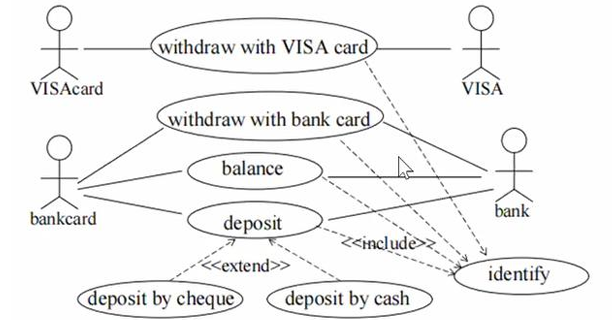 withdraw with VISA card
VISAcard
VISA
withdraw with bank card
balance
bankcard
bank
deposit
<<include>>
<<extend>>
identify
deposit by cheque
deposit by cash